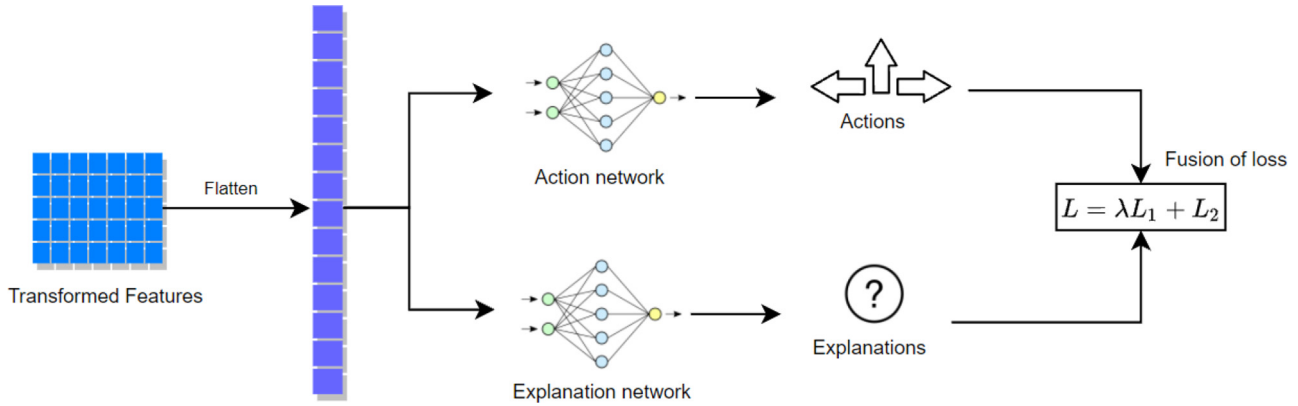 Transformed Features
Flatten
Action network
Explanation network
Actions
?
Explanations
Fusion of loss
L = λL₁ + L₂